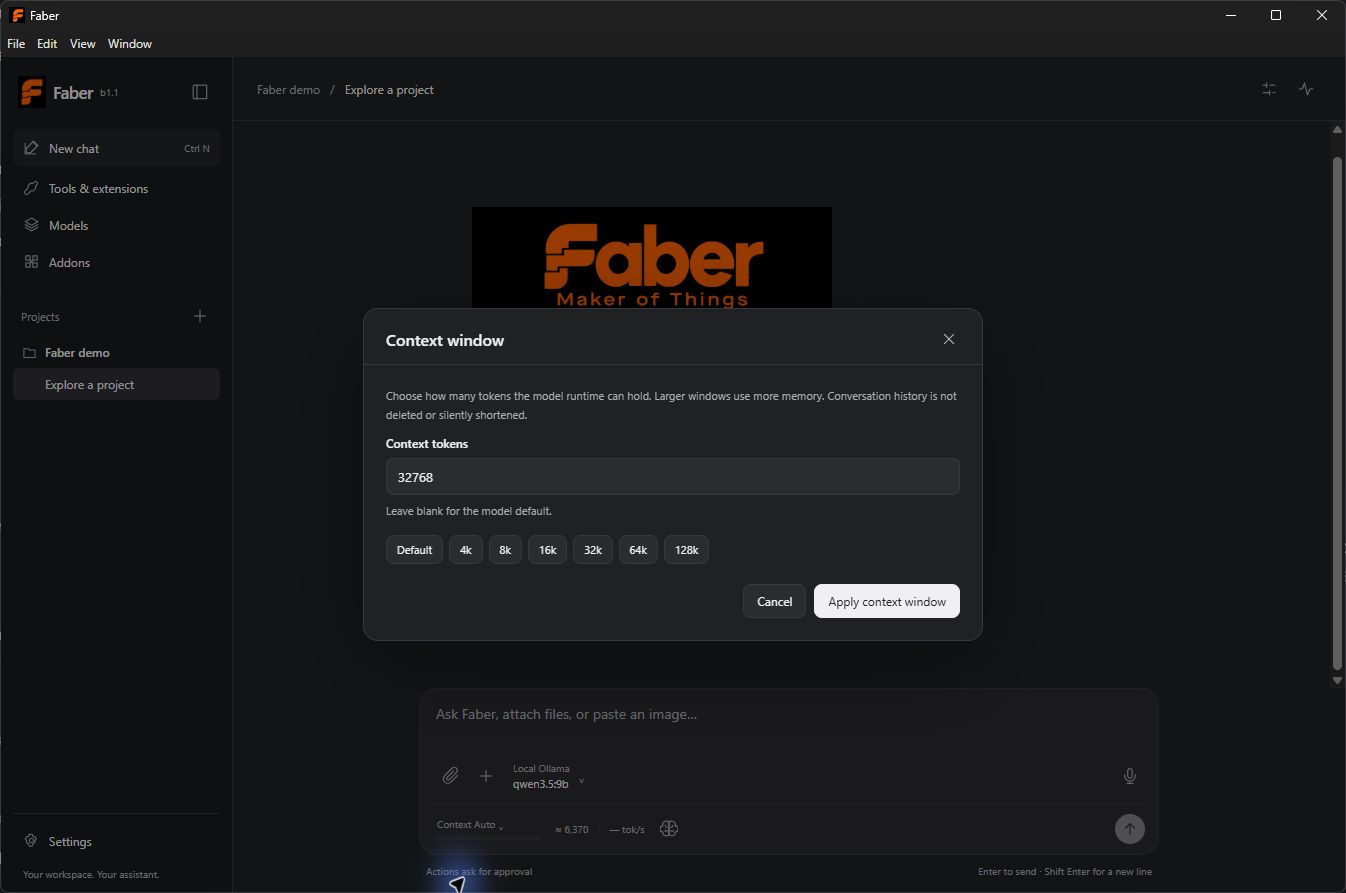 Faber
File Edit View Window
Faber b1.1
Faber demo / Explore a project
New chat Ctrl N
Tools & extensions
Models
Addons
Projects
Faber demo
Explore a project
Faber
Maker of Things
Context window
Choose how many tokens the model runtime can hold. Larger windows use more memory. Conversation history is not
deleted or silently shortened.
Context tokens
32768
Leave blank for the model default.
Default 4k 8k 16k 32k 64k 128k
Cancel Apply context window
Ask Faber, attach files, or paste an image...
Local Ollama
qwen3.5:9b
Context Auto ≈ 6,370 — tok/s
Actions ask for approval Enter to send · Shift Enter for a new line
Settings
Your workspace. Your assistant.